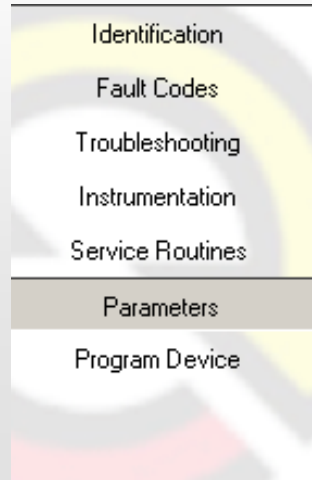 Identification
Fault Codes
Troubleshooting
Instrumentation
Service Routines
Parameters
Program Device